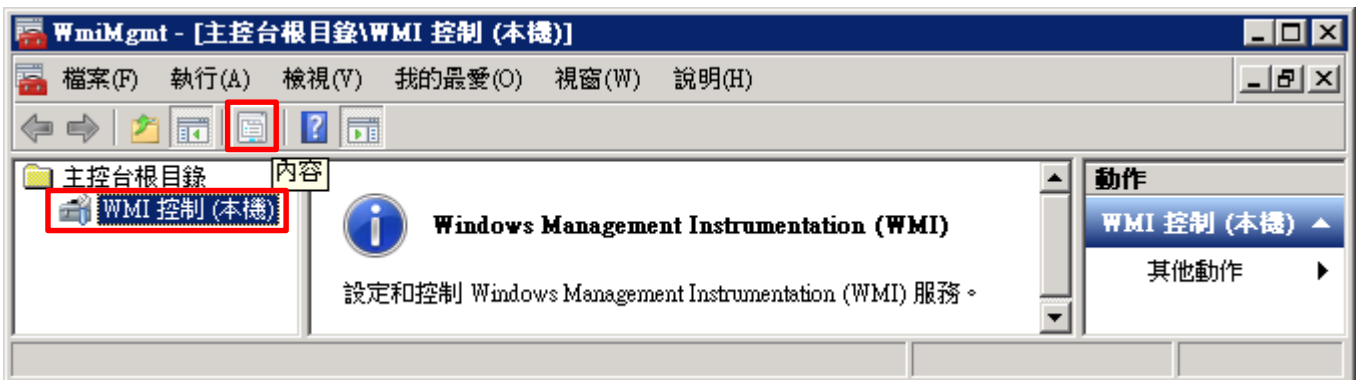 WmiMgmt - [主控台根目錄\WMI 控制 (本機)]
檔案(F) 執行(A) 檢視(V) 我的最愛(O) 視窗(W) 說明(H)
主控台根目錄
內容
WMI 控制 (本機)
Windows Management Instrumentation (WMI)
設定和控制 Windows Management Instrumentation (WMI) 服務。
動作
WMI 控制 (本機)
其他動作